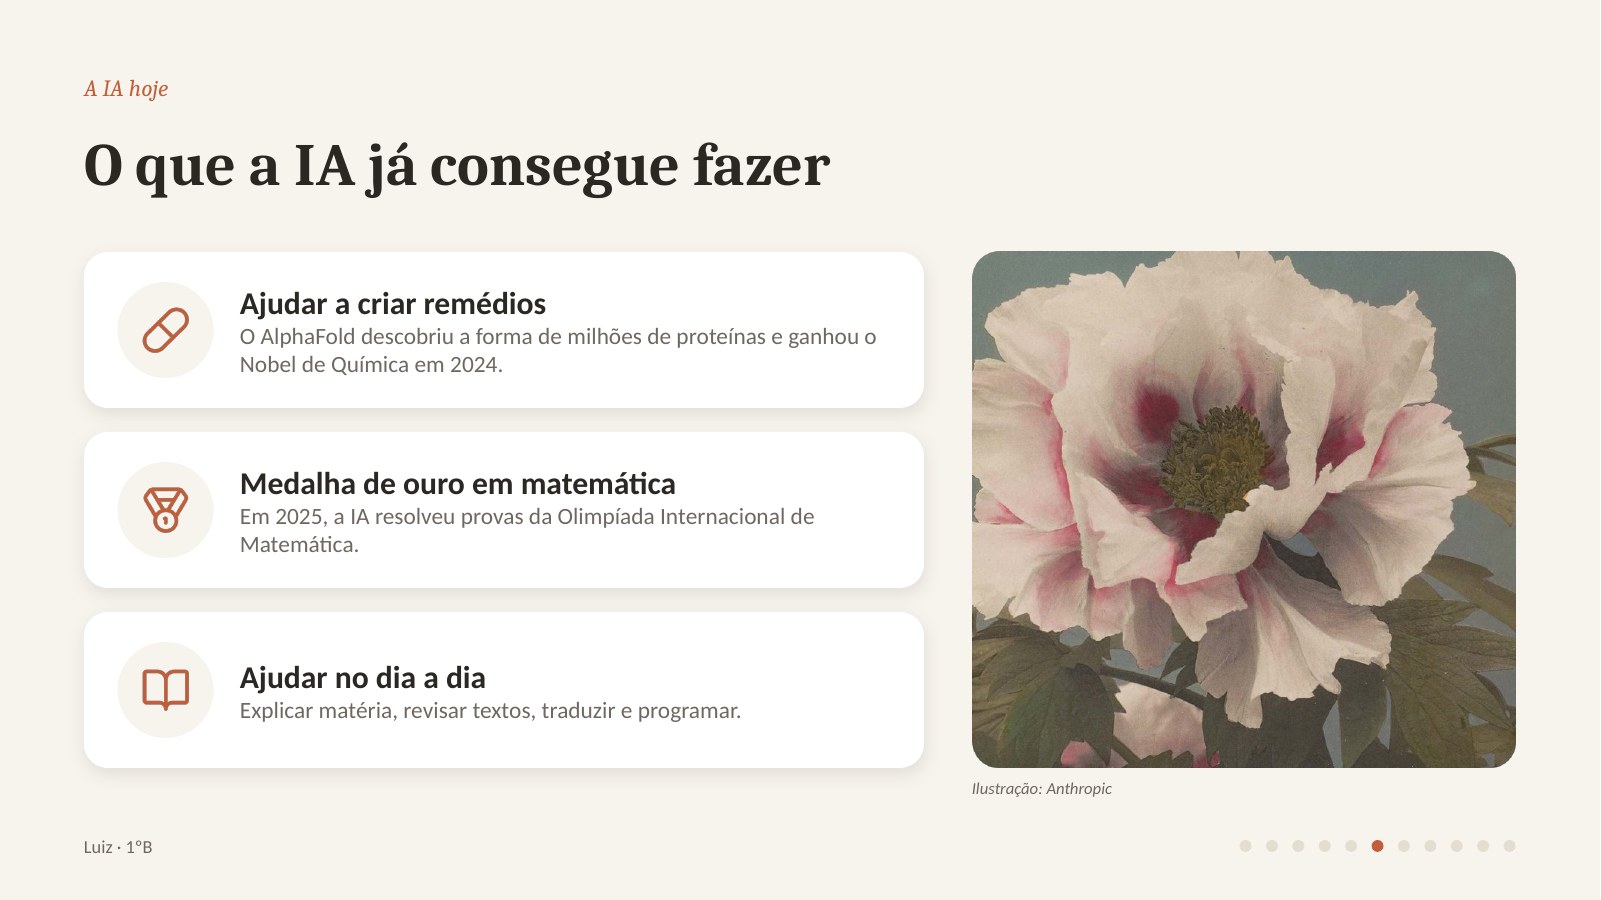 A IA hoje
O que a IA já consegue fazer
Ajudar a criar remédios
O AlphaFold descobriu a forma de milhões de proteínas e ganhou o
Nobel de Química em 2024.
Medalha de ouro em matemática
Em 2025, a IA resolveu provas da Olimpíada Internacional de
Matemática.
Ajudar no dia a dia
Explicar matéria, revisar textos, traduzir e programar.
Ilustração: Anthropic
Luiz · 1ºB